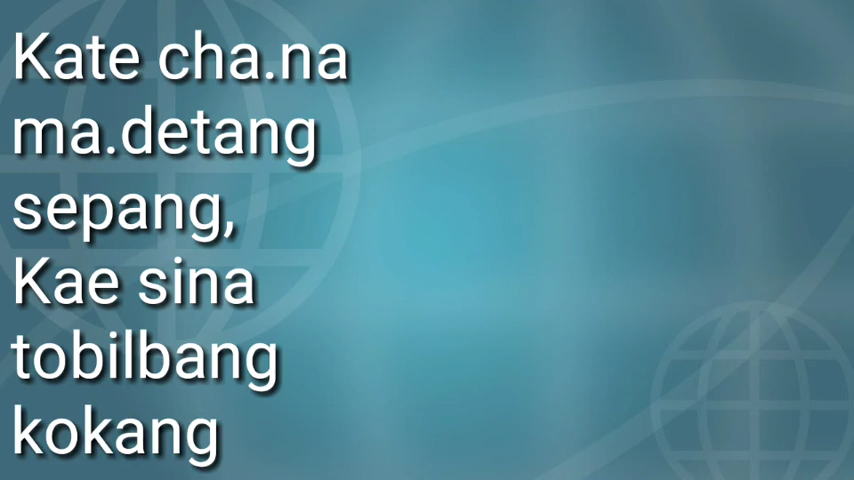 Kate cha.na
ma.detang
sepang,
Kae sina
tobilbang
kokang